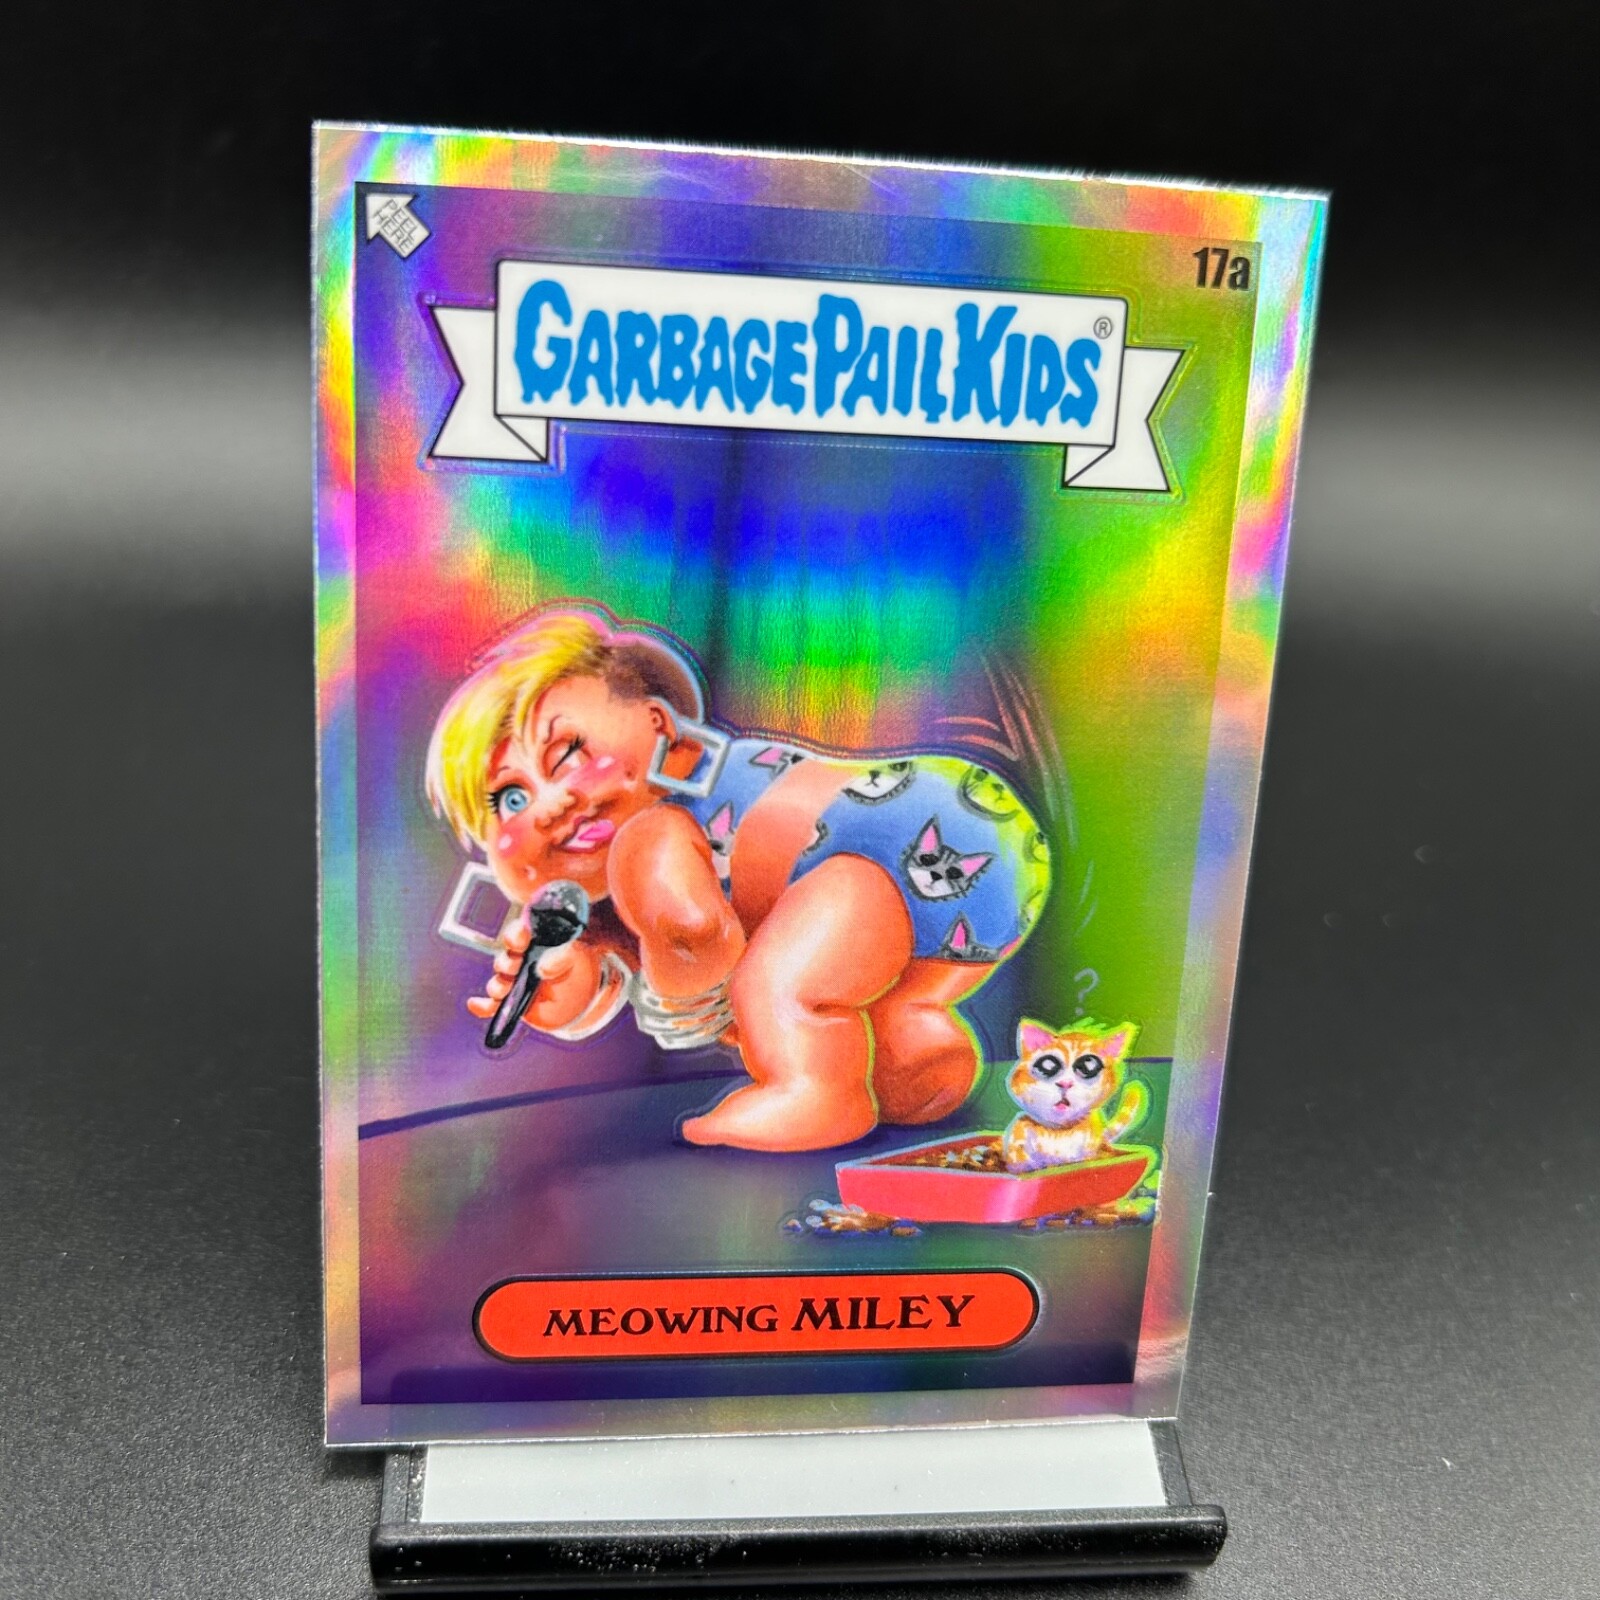 PEEL
HERE
17a
GARBAGE PAIL KIDS®
MEOWING MILEY
?